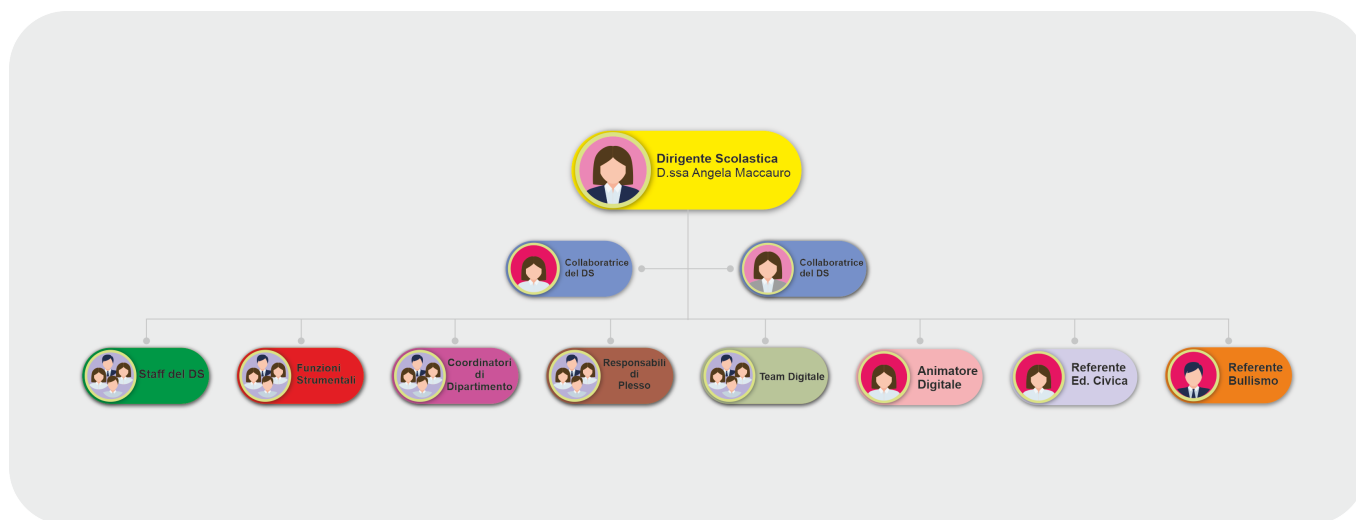 Dirigente Scolastica
D.ssa Angela Maccauro
Collaboratrice
del DS
Collaboratrice
del DS
Staff del DS
Funzioni
Strumentali
Coordinatori
di
Dipartimento
Responsabili
di
Plesso
Team Digitale
Animatore
Digitale
Referente
Ed. Civica
Referente
Bullismo